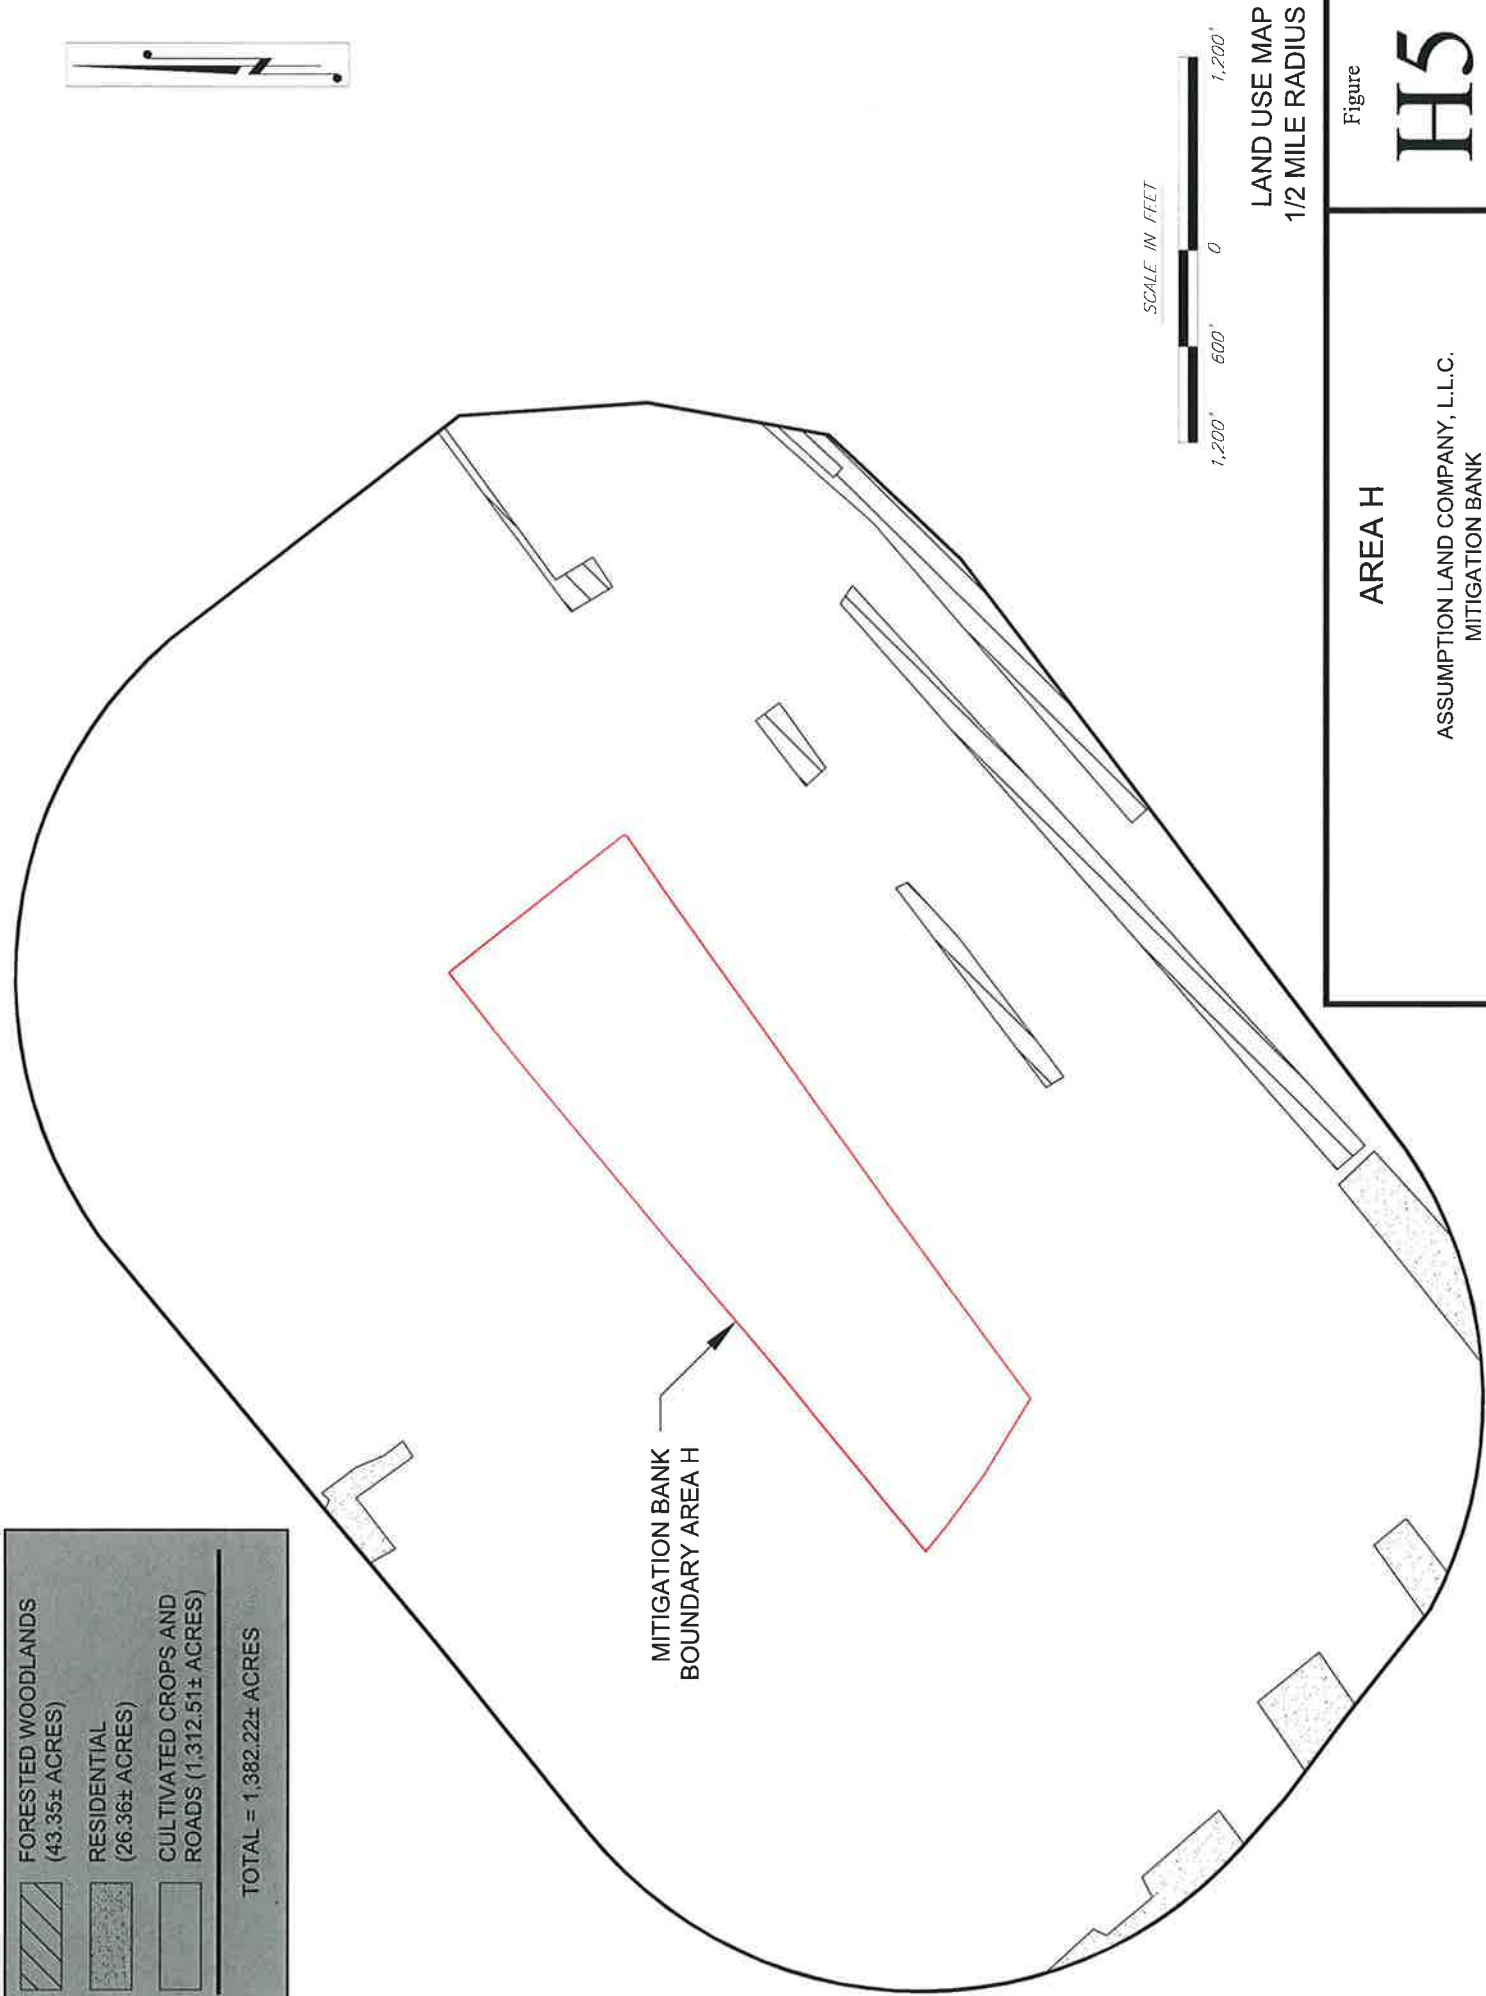 FORESTED WOODLANDS
(43.35± ACRES)
RESIDENTIAL
(26.36± ACRES)
CULTIVATED CROPS AND
ROADS (1,312.51± ACRES)
TOTAL = 1,382.22± ACRES
MITIGATION BANK
BOUNDARY AREA H
SCALE IN FEET
1,200' 600' 0 1,200'
LAND USE MAP
1/2 MILE RADIUS
AREA H
ASSUMPTION LAND COMPANY, L.L.C.
MITIGATION BANK
Figure
H5